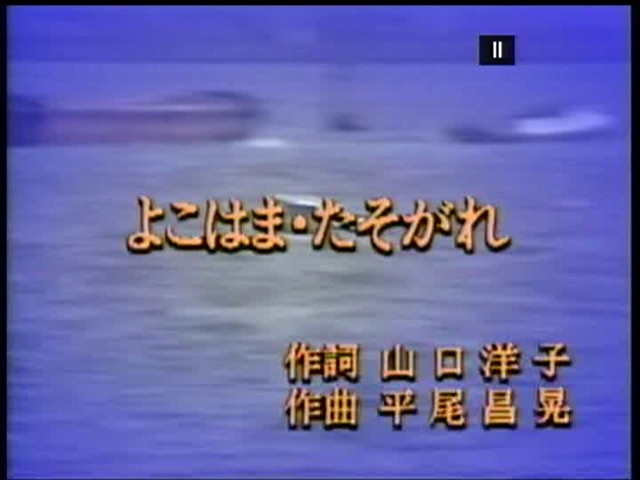 よこはま・たそがれ
作詞 山口洋子
作曲 平尾昌晃